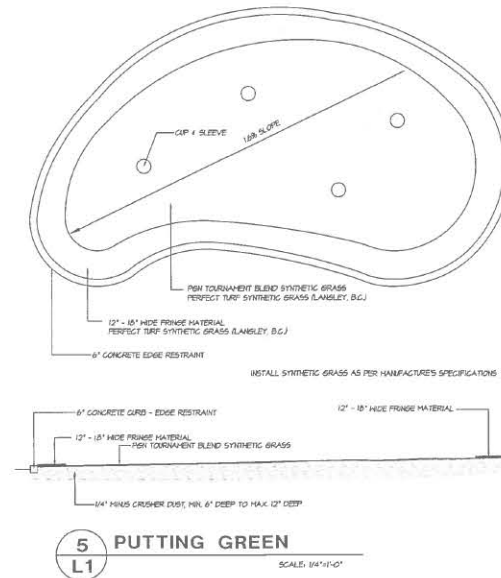 CUP & SLEEVE
1.6% SLOPE
PGN TOURNAMENT BLEND SYNTHETIC GRASS
PERFECT TURF SYNTHETIC GRASS (LANGLEY, B.C.)
12" - 18" WIDE FRINGE MATERIAL
PERFECT TURF SYNTHETIC GRASS (LANGLEY, B.C.)
6" CONCRETE EDGE RESTRAINT
INSTALL SYNTHETIC GRASS AS PER MANUFACTURE'S SPECIFICATIONS
6" CONCRETE CURB - EDGE RESTRAINT
12" - 18" WIDE FRINGE MATERIAL
12" - 18" WIDE FRINGE MATERIAL
PGN TOURNAMENT BLEND SYNTHETIC GRASS
1/4" MINUS CRUSHER DUST, MIN. 6" DEEP TO MAX. 12" DEEP
5
L1
PUTTING GREEN
SCALE: 1/4"=1'-0"